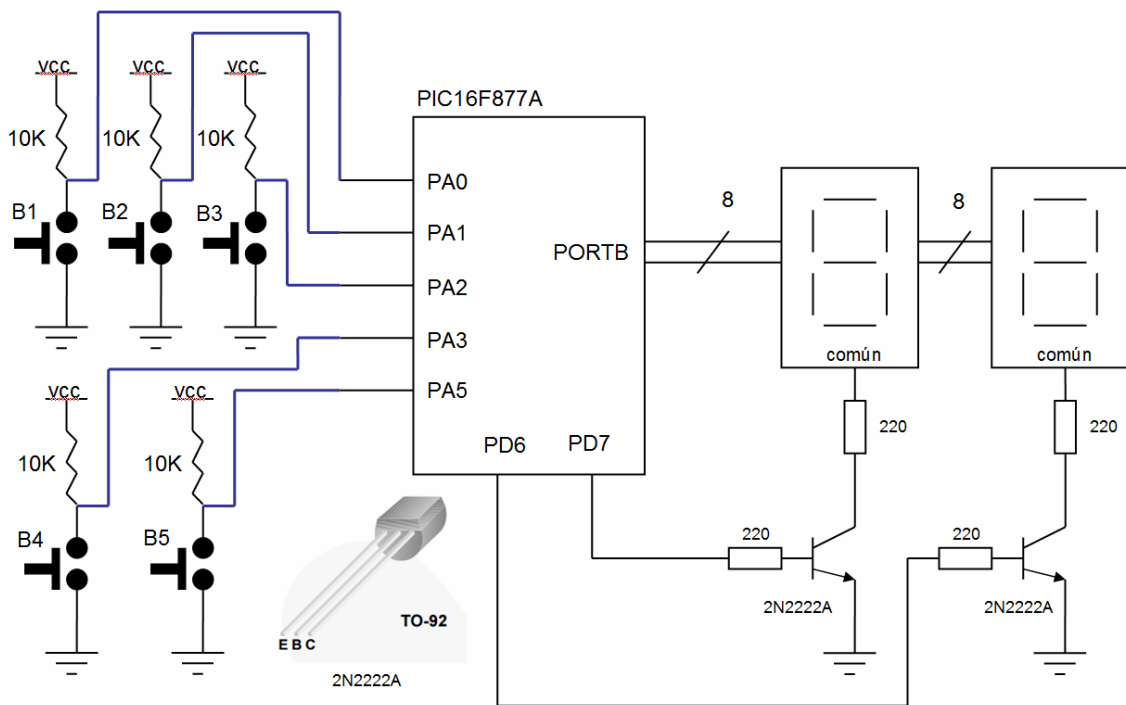 vcc
vcc
vcc
10K
10K
10K
B1
B2
B3
PIC16F877A
PA0
PA1
PA2
PA3
PA5
PORTB
PD6
PD7
8
8
común
común
220
220
vcc
vcc
10K
10K
B4
B5
220
220
2N2222A
2N2222A
TO-92
E B C
2N2222A